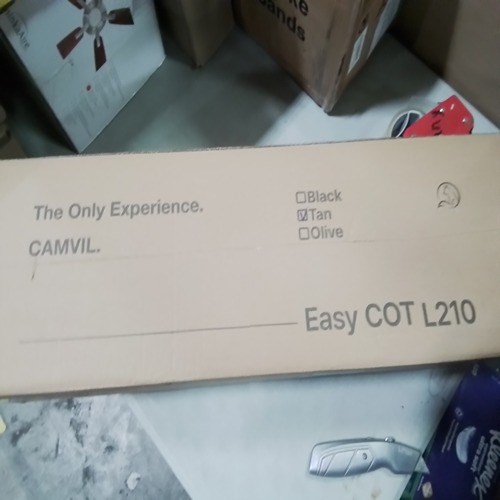 The Only Experience.
CAMVIL.
Black
Tan
Olive
Easy COT L210